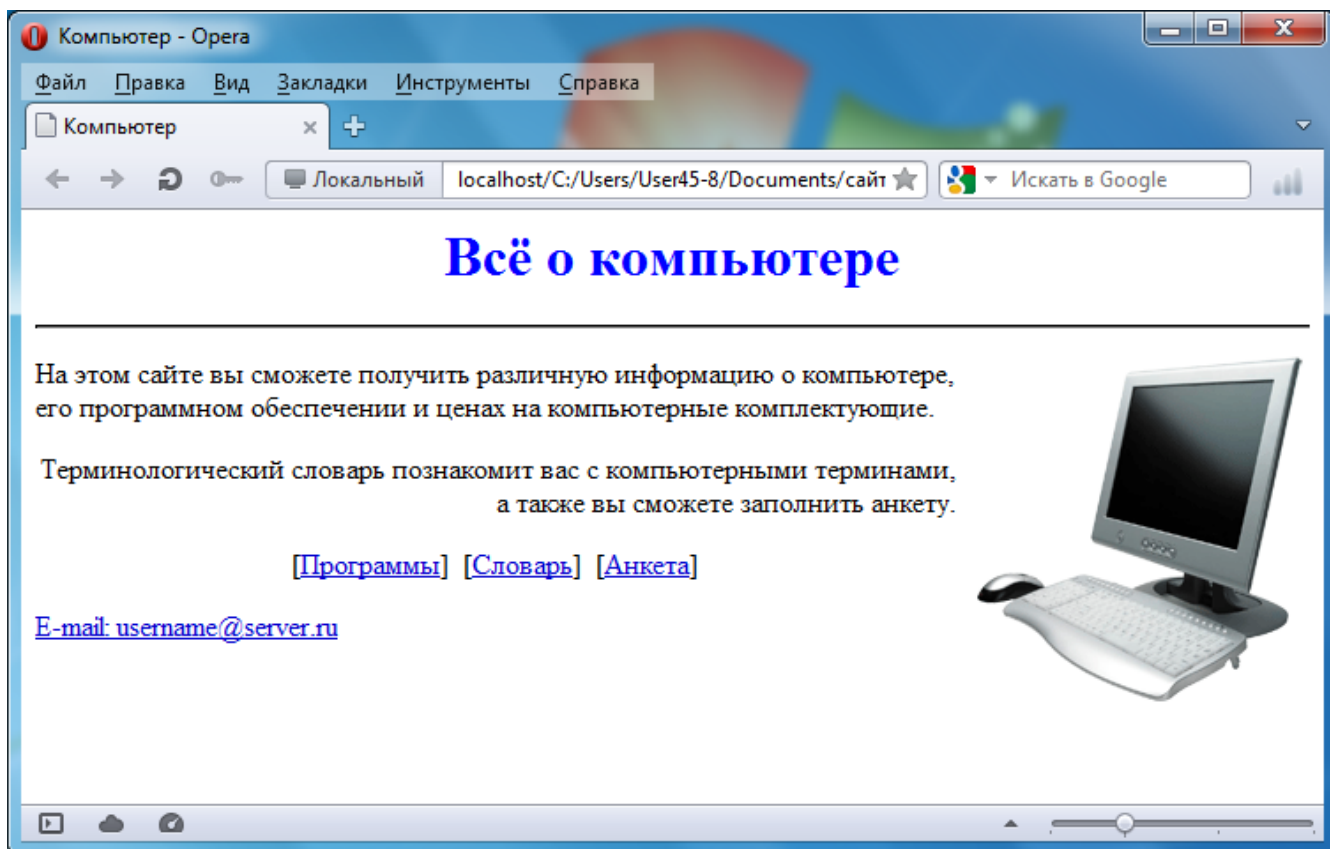 Компьютер - Opera
Файл Правка Вид Закладки Инструменты Справка
Компьютер
Локальный localhost/C:/Users/User45-8/Documents/сайт Искать в Google
Всё о компьютере
На этом сайте вы сможете получить различную информацию о компьютере,
его программном обеспечении и ценах на компьютерные комплектующие.
Терминологический словарь познакомит вас с компьютерными терминами,
а также вы сможете заполнить анкету.
[Программы] [Словарь] [Анкета]
E-mail: username@server.ru